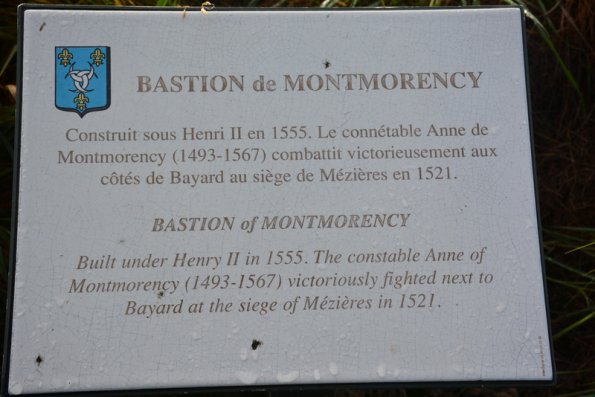 BASTION de MONTMORENCY
Construit sous Henri II en 1555. Le connétable Anne de
Montmorency (1493-1567) combattit victorieusement aux
côtés de Bayard au siège de Mézières en 1521.
BASTION of MONTMORENCY
Built under Henry II in 1555. The constable Anne of
Montmorency (1493-1567) victoriously fighted next to
Bayard at the siege of Mézières in 1521.